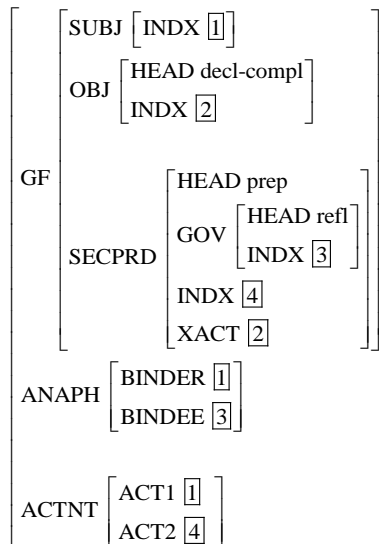 SUBJ [INDX 1]
OBJ [HEAD decl-compl
INDX 2]
GF
SECPRD [HEAD prep
GOV [HEAD refl
INDX 3]
INDX 4
XACT 2]
ANAPH [BINDER 1
BINDEE 3]
ACTNT [ACT1 1
ACT2 4]